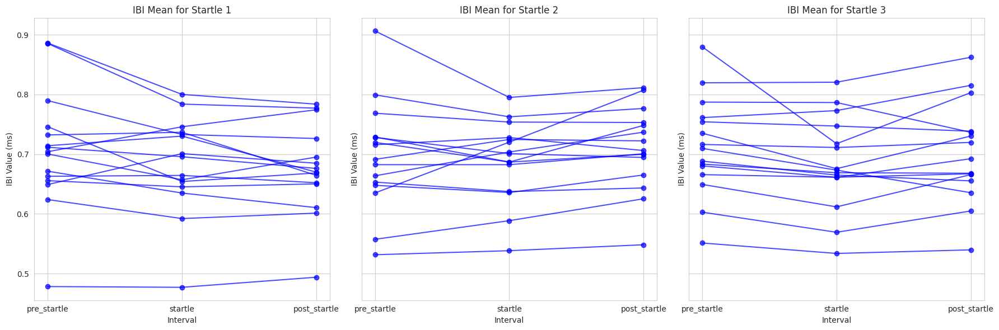 IBI Mean for Startle 1
IBI Mean for Startle 2
IBI Mean for Startle 3
0.9
0.8
0.7
0.6
0.5
IBI Value (ms)
IBI Value (ms)
IBI Value (ms)
pre_startle
startle
post_startle
pre_startle
startle
post_startle
pre_startle
startle
post_startle
Interval
Interval
Interval